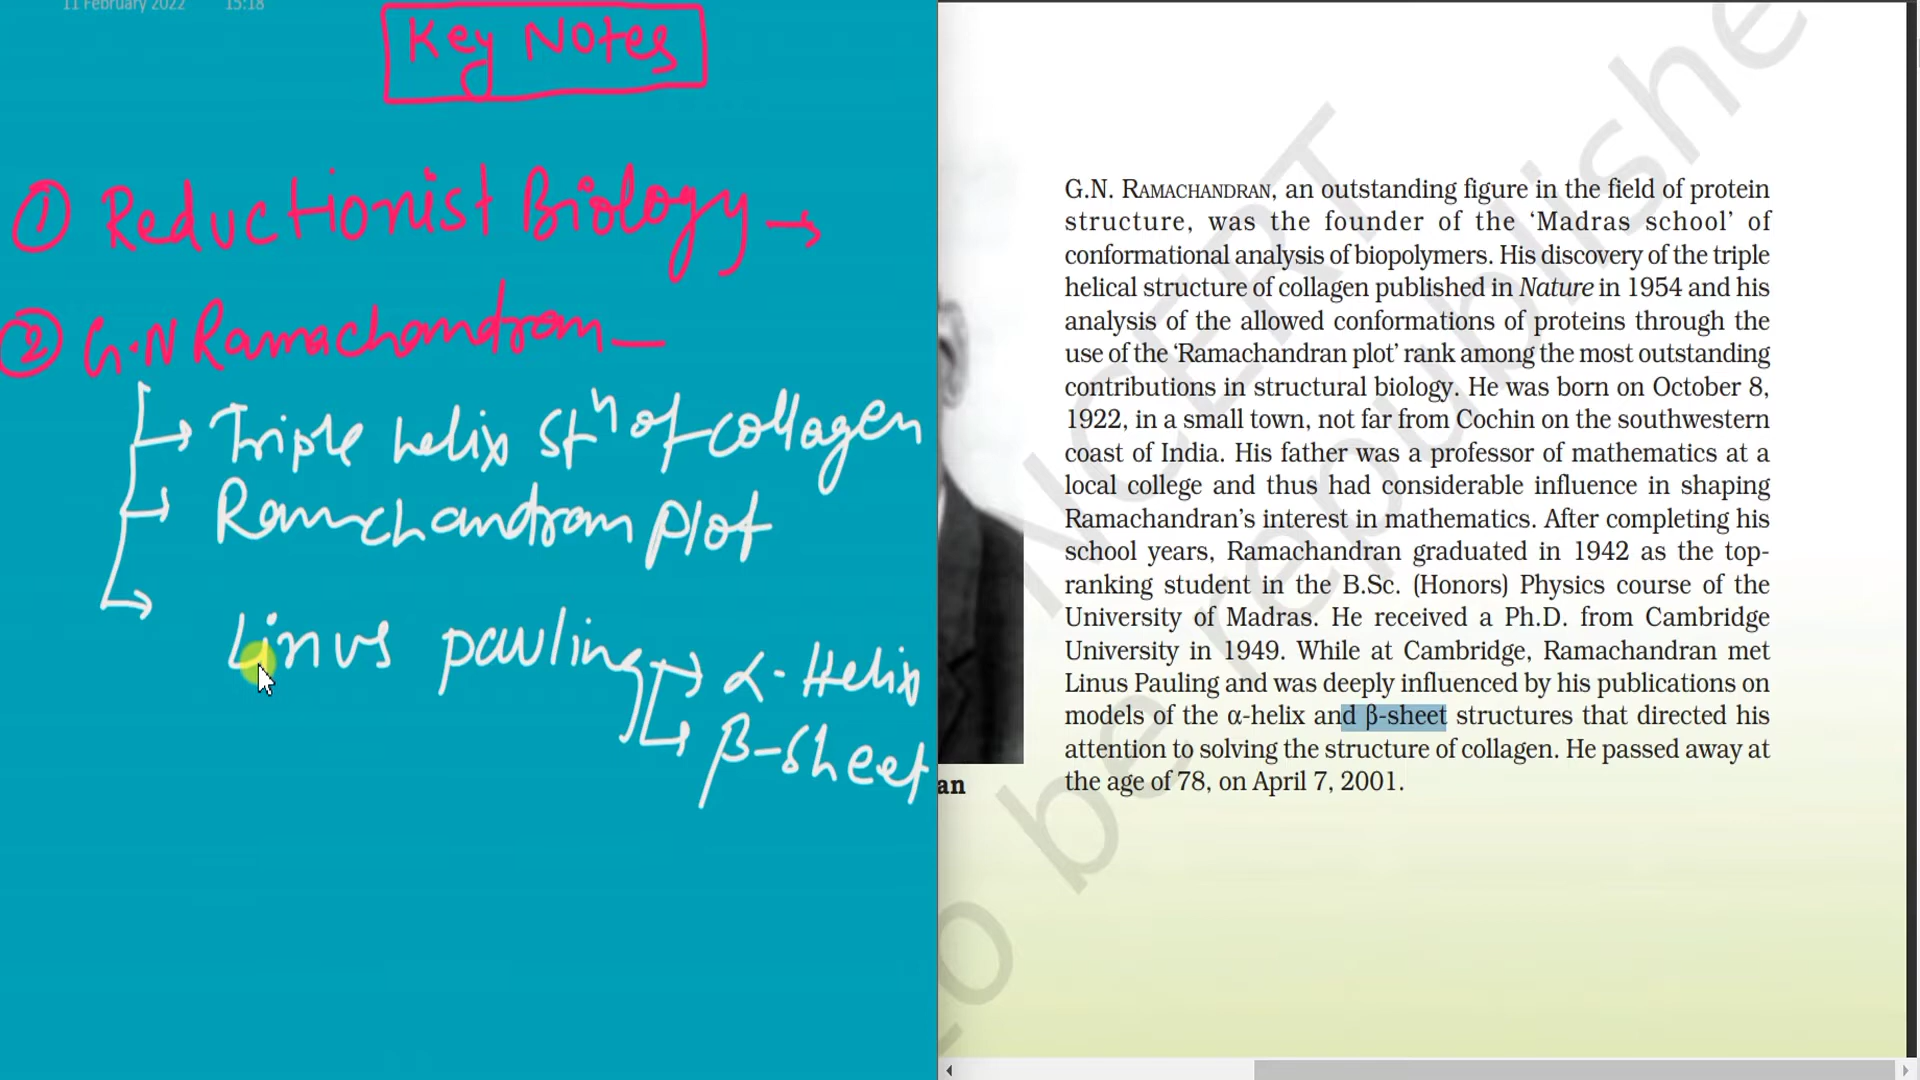 11 February 2022 15:18
Key Notes
① Reductionist Biology →
② G.N Ramachandran —
→ Triple helix stⁿ of collagen
→ Ramchandran plot
→
Linus pauling → α-Helix
→ β-sheet
G.N. RAMACHANDRAN, an outstanding figure in the field of protein
structure, was the founder of the ‘Madras school’ of
conformational analysis of biopolymers. His discovery of the triple
helical structure of collagen published in Nature in 1954 and his
analysis of the allowed conformations of proteins through the
use of the ‘Ramachandran plot’ rank among the most outstanding
contributions in structural biology. He was born on October 8,
1922, in a small town, not far from Cochin on the southwestern
coast of India. His father was a professor of mathematics at a
local college and thus had considerable influence in shaping
Ramachandran’s interest in mathematics. After completing his
school years, Ramachandran graduated in 1942 as the top-
ranking student in the B.Sc. (Honors) Physics course of the
University of Madras. He received a Ph.D. from Cambridge
University in 1949. While at Cambridge, Ramachandran met
Linus Pauling and was deeply influenced by his publications on
models of the α-helix and β-sheet structures that directed his
attention to solving the structure of collagen. He passed away at
the age of 78, on April 7, 2001.
an
NCERT
to be republishe